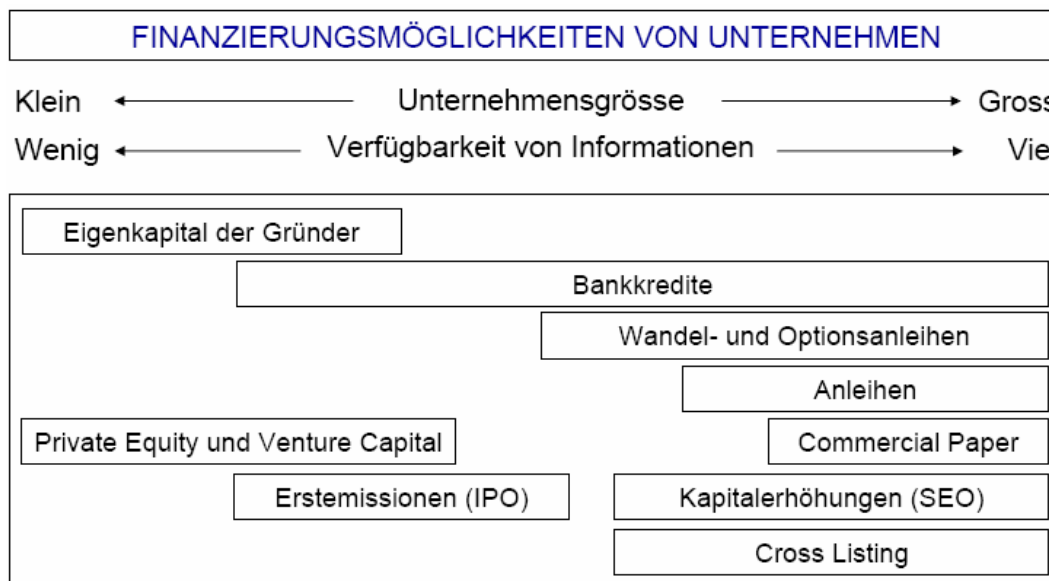 FINANZIERUNGSMÖGLICHKEITEN VON UNTERNEHMEN
Klein Unternehmensgrösse Gross
Wenig Verfügbarkeit von Informationen Vie
Eigenkapital der Gründer
Bankkredite
Wandel- und Optionsanleihen
Anleihen
Private Equity und Venture Capital Commercial Paper
Erstemissionen (IPO) Kapitalerhöhungen (SEO)
Cross Listing